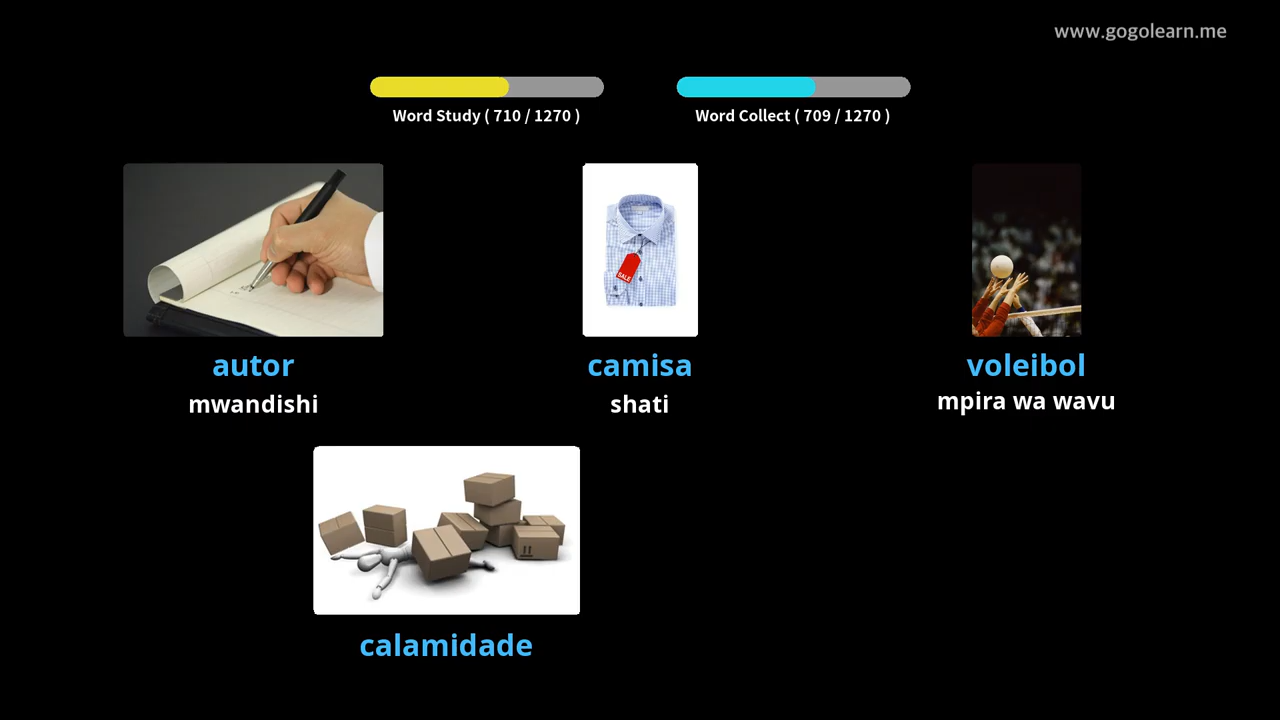 www.gogolearn.me
Word Study ( 710 / 1270 )
Word Collect ( 709 / 1270 )
SALE
autor
camisa
voleibol
mwandishi
shati
mpira wa wavu
calamidade